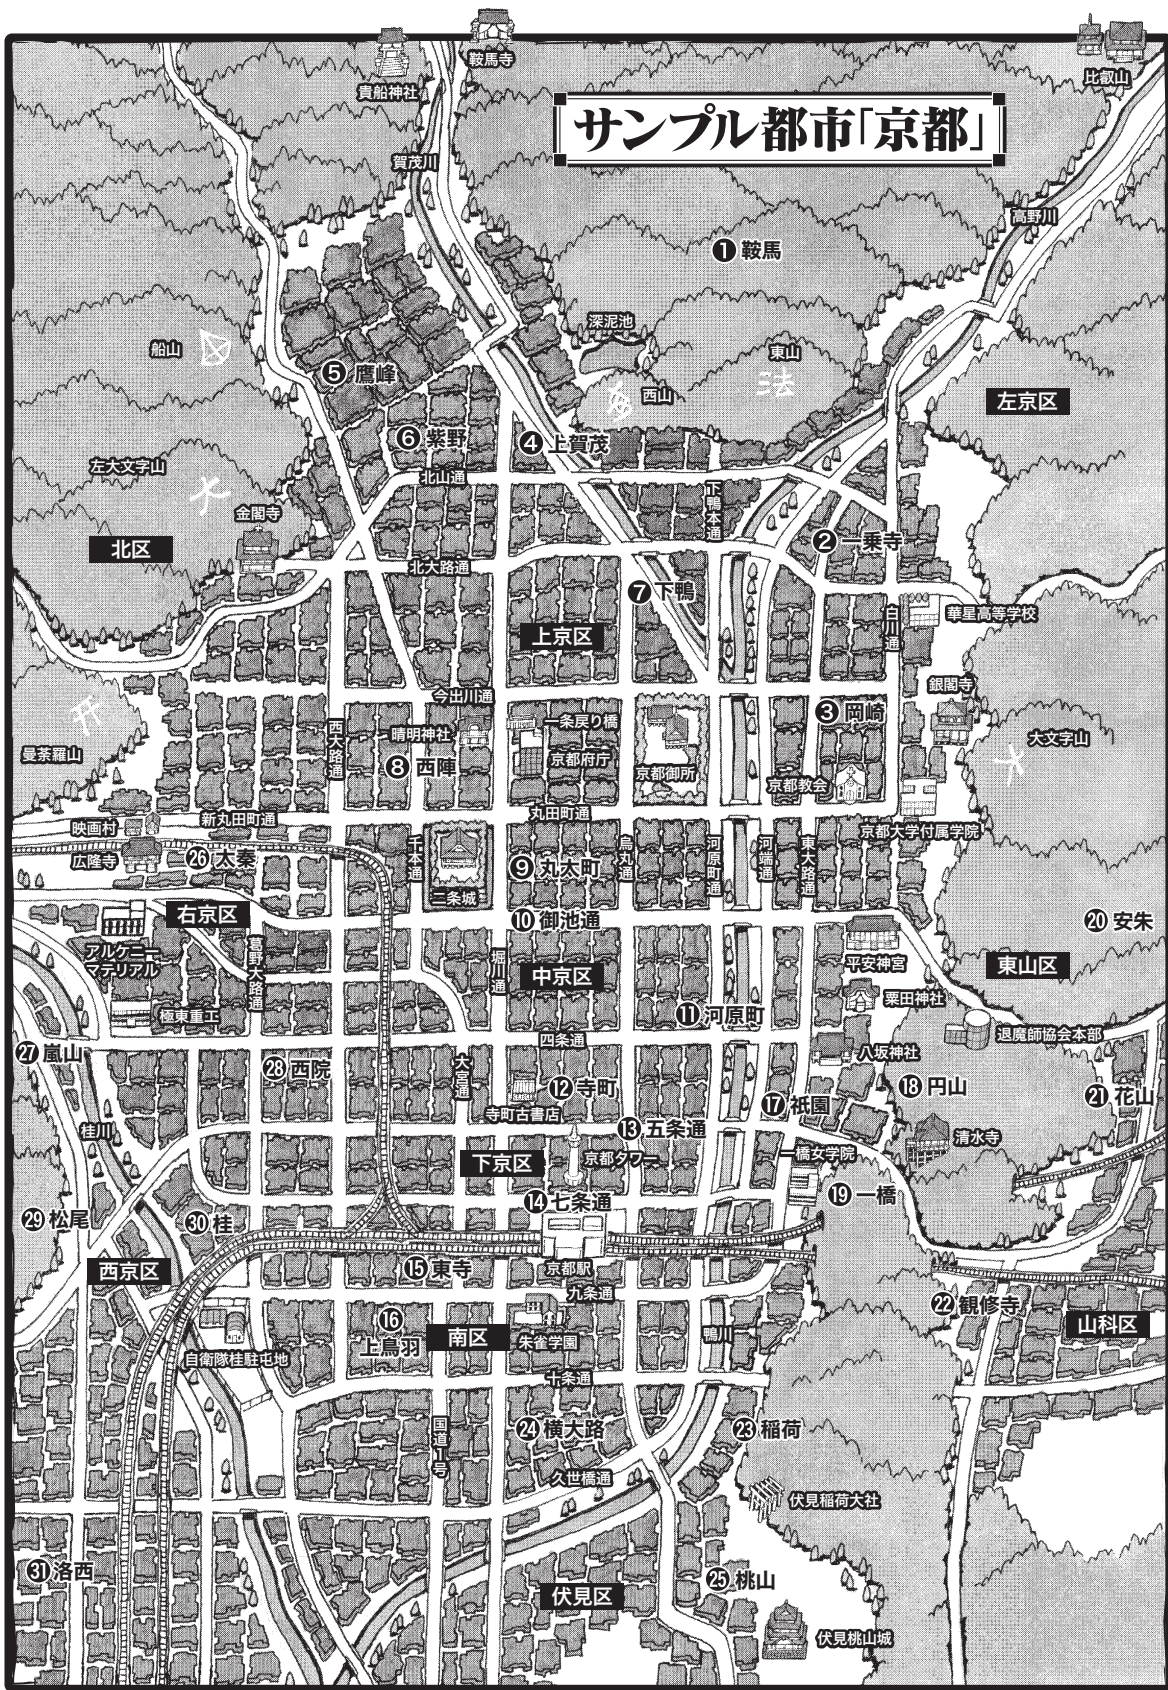 鞍馬寺
貴船神社
比叡山
サンプル都市「京都」
賀茂川
高野川
❶ 鞍馬
深泥池
船山
東山
法
❺ 鷹峰
西山
左京区
❻ 紫野
❹ 上賀茂
左大文字山
北山通
大
下鴨本通
金閣寺
北区
❷ 一乗寺
北大路通
❼ 下鴨
華星高等学校
白川通
上京区
今出川通
銀閣寺
❸ 岡崎
一条戻り橋
西大路通
晴明神社
大文字山
曼荼羅山
京都府庁
❽ 西陣
京都御所
大
京都教会
丸田町通
新丸田町通
映画村
京都大学付属学院
広隆寺
㉖ 太秦
千本通
烏丸通
河原町通
河端通
東大路通
❾ 丸太町
二条城
右京区
❿ 御池通
⓴ 安朱
アルケニー
マテリアル
葛野大路通
堀川通
平安神宮
中京区
東山区
粟田神社
極東重工
⓫ 河原町
退魔師協会本部
四条通
㉗ 嵐山
八坂神社
㉘ 西院
大宮通
⓬ 寺町
⓲ 円山
㉑ 花山
⓱ 祇園
寺町古書店
桂川
⓭ 五条通
清水寺
一橋女学院
下京区
京都タワー
⓮ 七条通
⓳ 一橋
㉙ 松尾
㉚ 桂
西京区
⓯ 東寺
京都駅
九条通
㉒ 観修寺
⓰
上鳥羽
南区
朱雀学園
鴨川
山科区
自衛隊桂駐屯地
十条通
国道1号
㉔ 横大路
㉓ 稲荷
久世橋通
伏見稲荷大社
㉛ 洛西
㉕ 桃山
伏見区
伏見桃山城